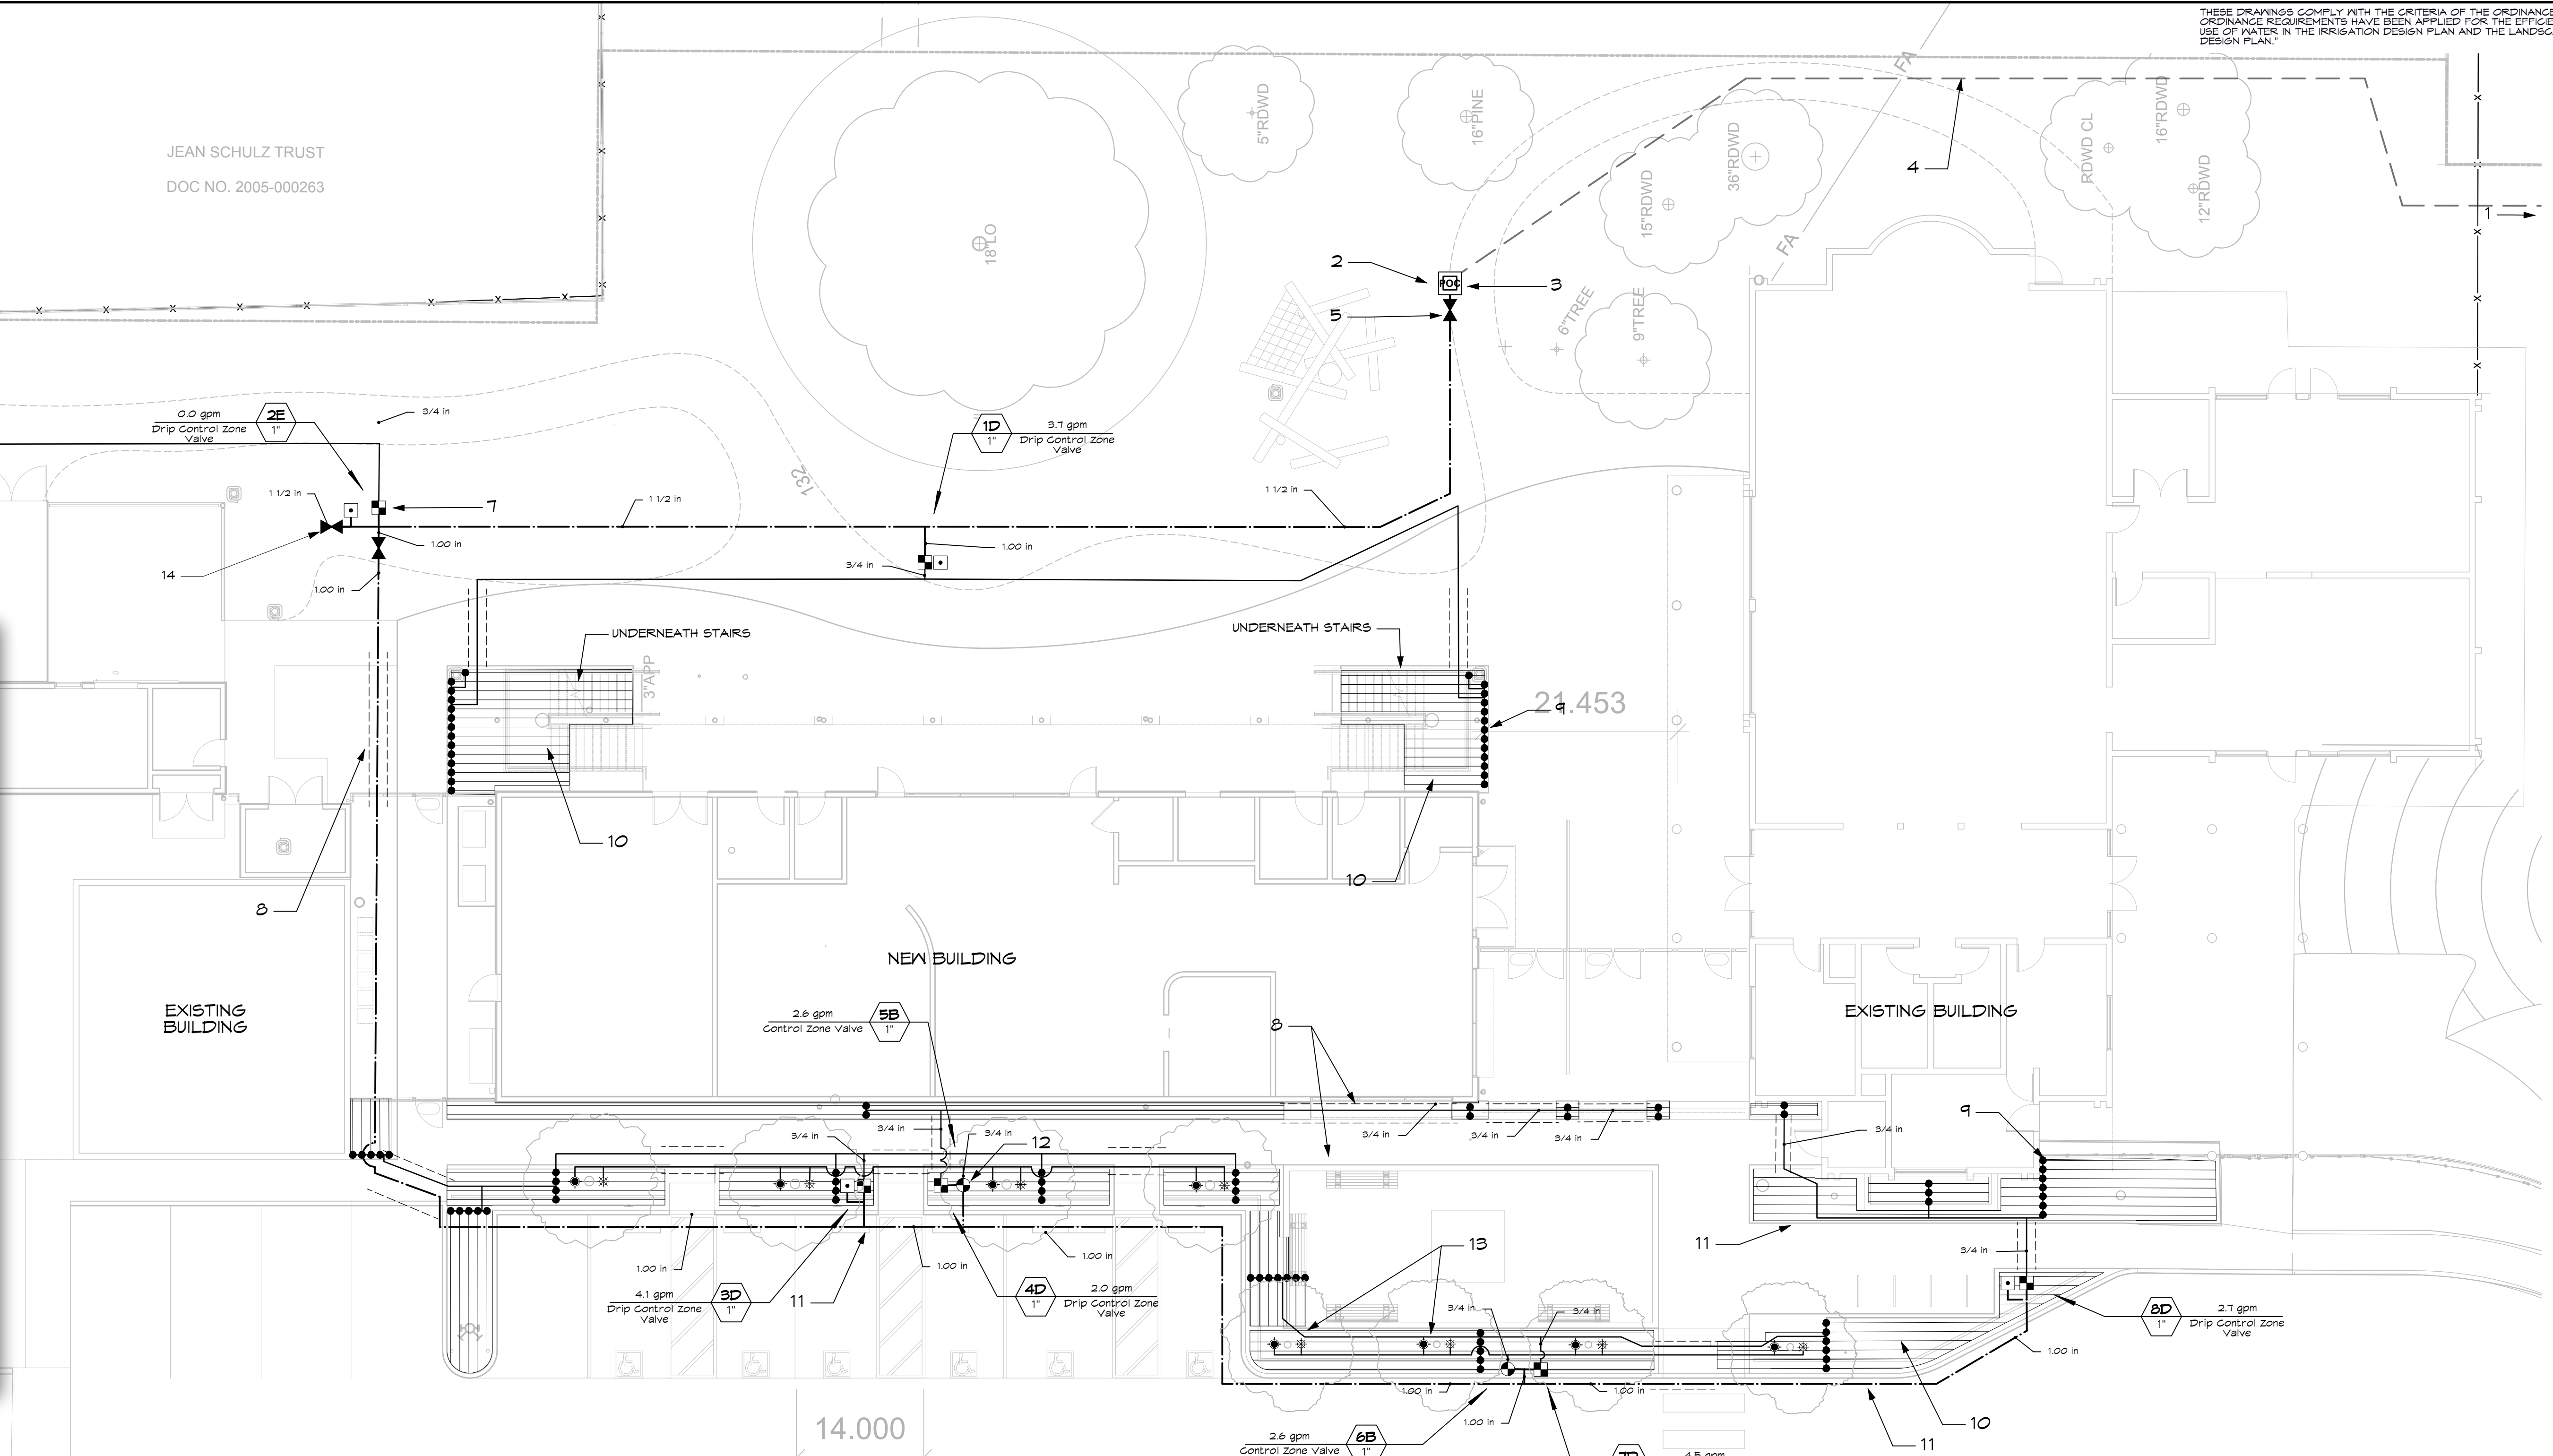 THESE DRAWINGS COMPLY WITH THE CRITERIA OF THE ORDINANCE
ORDINANCE REQUIREMENTS HAVE BEEN APPLIED FOR THE
USE OF WATER IN THE IRRIGATION DESIGN PLAN AND THE
DESIGN PLAN."
JEAN SCHULZ TRUST
DOC NO. 2005-000263
18"LO
5"RDWD
16"PINE
15"RDWD
36"RDWD
FA
FA
RDWD CL
16"RDWD
12"RDWD
4
1
2
POC
3
5
6"TREE
9"TREE
0.0 gpm
Drip Control Zone
Valve
2E
1"
3/4 in
1D
1"
3.7 gpm
Drip Control Zone
Valve
132
1 1/2 in
7
1 1/2 in
1 1/2 in
1.00 in
1.00 in
14
1.00 in
3/4 in
UNDERNEATH STAIRS
UNDERNEATH STAIRS
3"APP
21.453
9
8
10
10
NEW BUILDING
EXISTING
BUILDING
EXISTING BUILDING
2.6 gpm
Control Zone Valve
5B
1"
8
9
3/4 in
3/4 in
3/4 in
12
3/4 in
3/4 in
3/4 in
3/4 in
11
3/4 in
1.00 in
1.00 in
1.00 in
13
4.1 gpm
Drip Control Zone
Valve
3D
1"
11
4D
1"
2.0 gpm
Drip Control Zone
Valve
3/4 in
3/4 in
8D
1"
2.7 gpm
Drip Control Zone
Valve
1.00 in
1.00 in
1.00 in
1.00 in
10
11
14.000
2.6 gpm
Control Zone Valve
6B
1"
7D
4.5 gpm